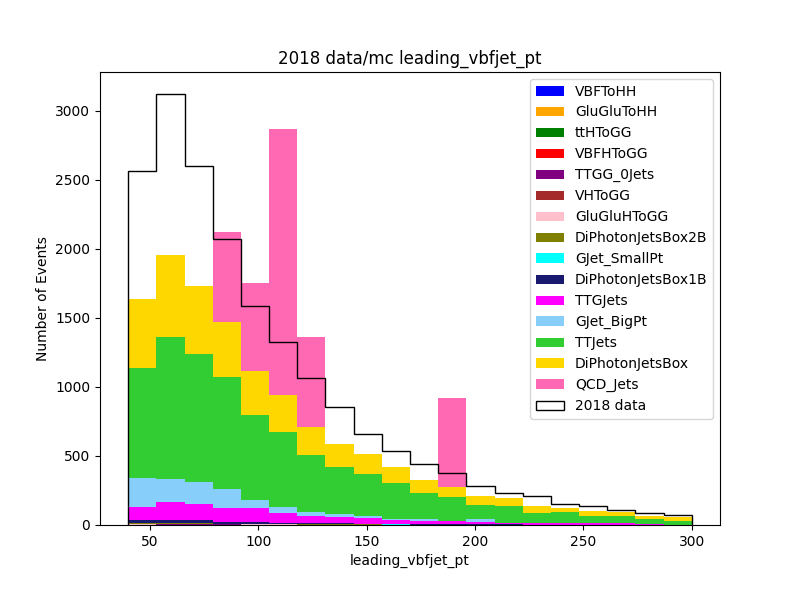 2018 data/mc leading_vbfjet_pt
Number of Events
3000
2500
2000
1500
1000
500
0
50
100
150
200
250
300
leading_vbfjet_pt
VBFToHH
GluGluToHH
ttHToGG
VBFHToGG
TTGG_0Jets
VHToGG
GluGluHToGG
DiPhotonJetsBox2B
GJet_SmallPt
DiPhotonJetsBox1B
TTGJets
GJet_BigPt
TTJets
DiPhotonJetsBox
QCD_Jets
2018 data